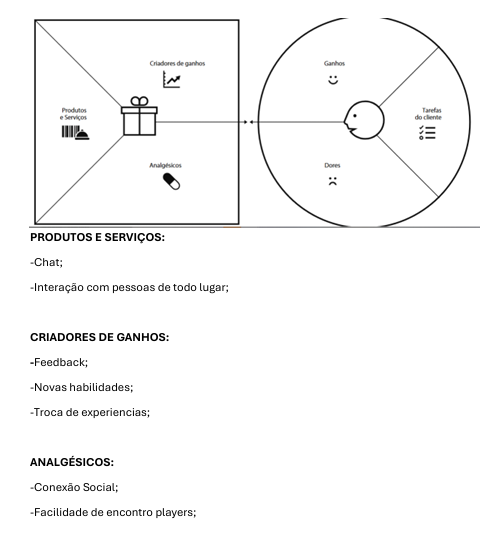 Criadores de ganhos
Ganhos
Produtos
e Serviços
Tarefas
do cliente
Analgésicos
Dores
PRODUTOS E SERVIÇOS:
-Chat;
-Interação com pessoas de todo lugar;
CRIADORES DE GANHOS:
-Feedback;
-Novas habilidades;
-Troca de experiencias;
ANALGÉSICOS:
-Conexão Social;
-Facilidade de encontro players;